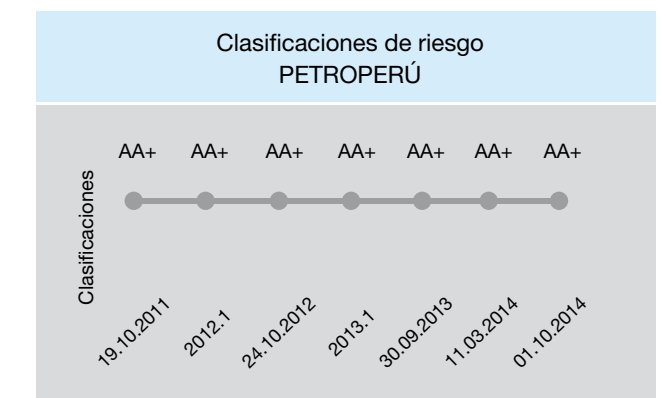 Clasificaciones de riesgo
PETROPERÚ
AA+ AA+ AA+ AA+ AA+ AA+ AA+
Clasificaciones
19.10.2011 2012.1 24.10.2012 2013.1 30.09.2013 11.03.2014 01.10.2014